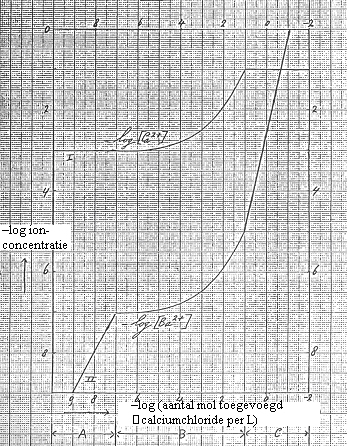 8 6 4 2 0 -2
0
2
2
-log[Ca²⁺]
I
4
4
-log ion-
concentratie
6
6
-log[Ba²⁺]
8
8
II
9 8
0 -2
-log (aantal mol toegevoegd
□ calciumchloride per L)
A B C